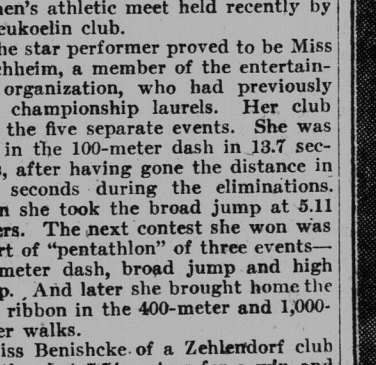 en's athletic meet held recently by
eukoelin club.
he star performer proved to be Miss
chheim, a member of the entertain-
organization, who had previously
championship laurels. Her club
the five separate events. She was
in the 100-meter dash in 13.7 sec-
, after having gone the distance in
seconds during the eliminations.
n she took the broad jump at 5.11
ers. The next contest she won was
rt of "pentathlon" of three events—
meter dash, broad jump and high
p. And later she brought home the
ribbon in the 400-meter and 1,000-
er walks.
iss Benishcke of a Zehlendorf club